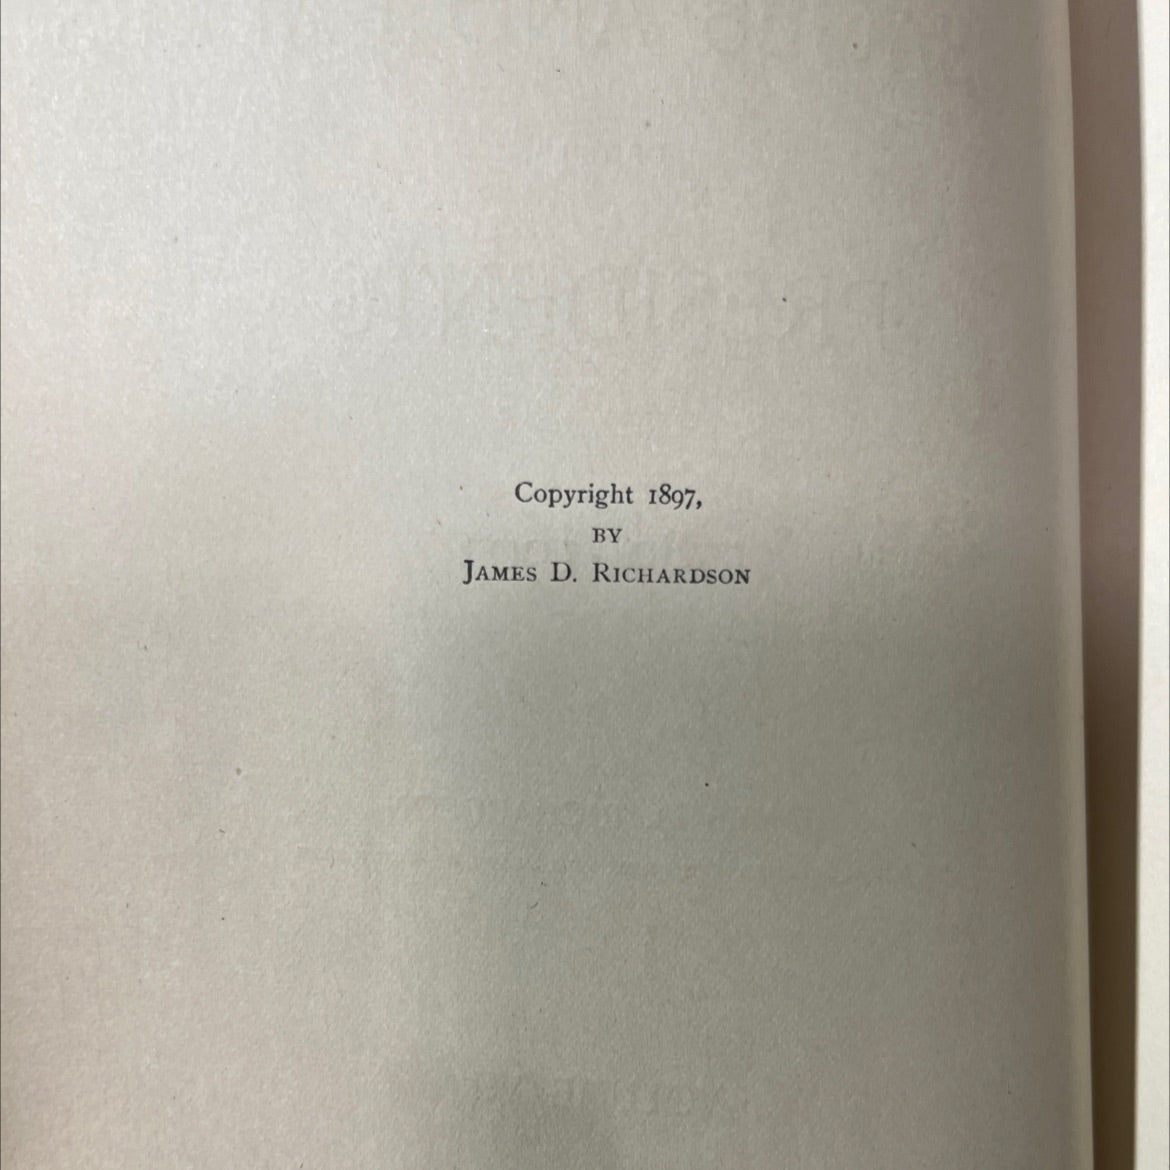 Copyright 1897,
BY
JAMES D. RICHARDSON